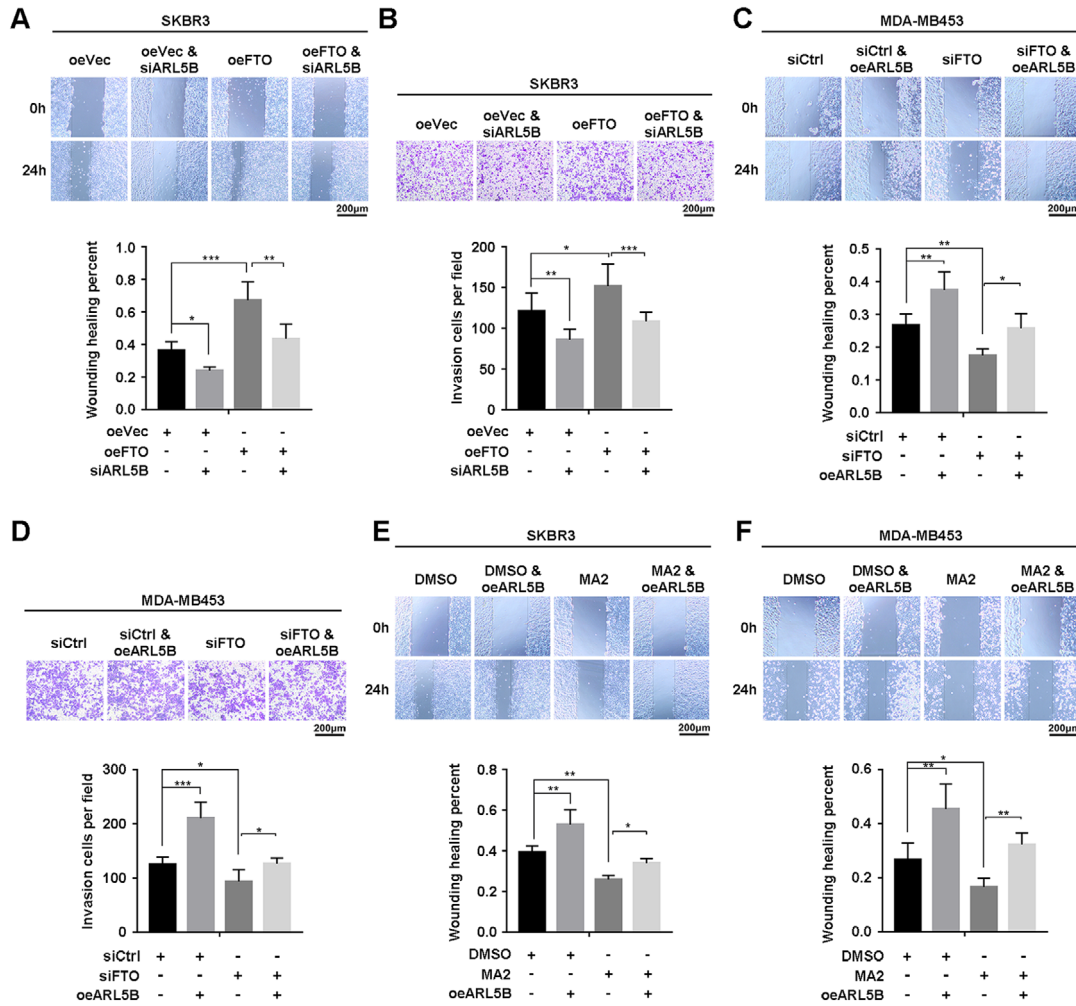 A
SKBR3
oeVec
oeVec &
siARL5B
oeFTO
oeFTO &
siARL5B
0h
24h
200μm
Wounding healing percent
1.0
0.8
0.6
0.4
0.2
0.0
***
**
*
oeVec + + - -
oeFTO - - + +
siARL5B - + - +
B
SKBR3
oeVec
oeVec &
siARL5B
oeFTO
oeFTO &
siARL5B
200μm
Invasion cells per field
200
150
100
50
0
*
***
**
oeVec + + - -
oeFTO - - + +
siARL5B - + - +
C
MDA-MB453
siCtrl
siCtrl &
oeARL5B
siFTO
siFTO &
oeARL5B
0h
24h
200μm
Wounding healing percent
0.5
0.4
0.3
0.2
0.1
0.0
**
**
*
siCtrl + + - -
siFTO - - + +
oeARL5B - + - +
D
MDA-MB453
siCtrl
siCtrl &
oeARL5B
siFTO
siFTO &
oeARL5B
200μm
Invasion cells per field
300
200
100
0
*
***
*
siCtrl + + - -
siFTO - - + +
oeARL5B - + - +
E
SKBR3
DMSO
DMSO &
oeARL5B
MA2
MA2 &
oeARL5B
0h
24h
200μm
Wounding healing percent
0.8
0.6
0.4
0.2
0.0
**
**
*
DMSO + + - -
MA2 - - + +
oeARL5B - + - +
F
MDA-MB453
DMSO
DMSO &
oeARL5B
MA2
MA2 &
oeARL5B
0h
24h
200μm
Wounding healing percent
0.6
0.4
0.2
0.0
*
**
**
DMSO + + - -
MA2 - - + +
oeARL5B - + - +